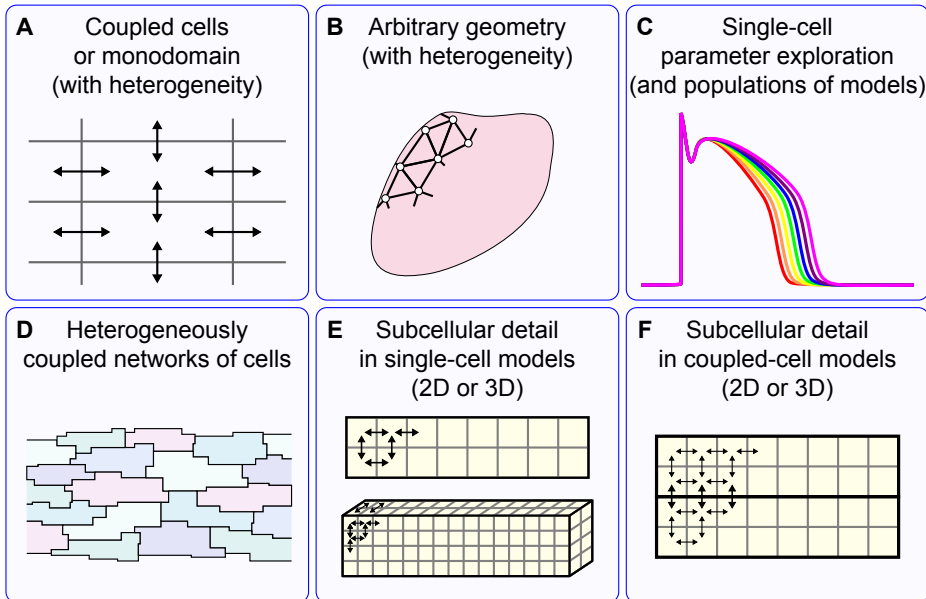 A Coupled cells
or monodomain
(with heterogeneity)
B Arbitrary geometry
(with heterogeneity)
C Single-cell
parameter exploration
(and populations of models)
D Heterogeneously
coupled networks of cells
E Subcellular detail
in single-cell models
(2D or 3D)
F Subcellular detail
in coupled-cell models
(2D or 3D)